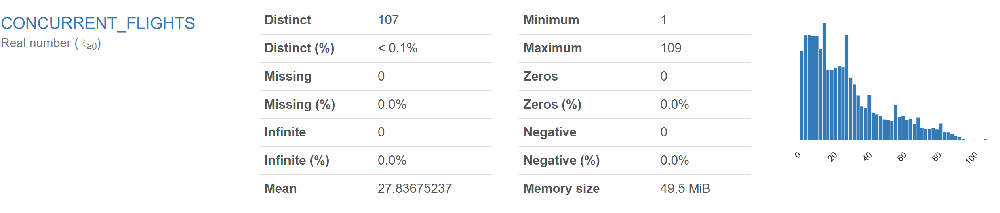 CONCURRENT_FLIGHTS
Real number (ℝ≥0)
Distinct 107
Distinct (%) < 0.1%
Missing 0
Missing (%) 0.0%
Infinite 0
Infinite (%) 0.0%
Mean 27.83675237
Minimum 1
Maximum 109
Zeros 0
Zeros (%) 0.0%
Negative 0
Negative (%) 0.0%
Memory size 49.5 MiB
0 20 40 60 80 100